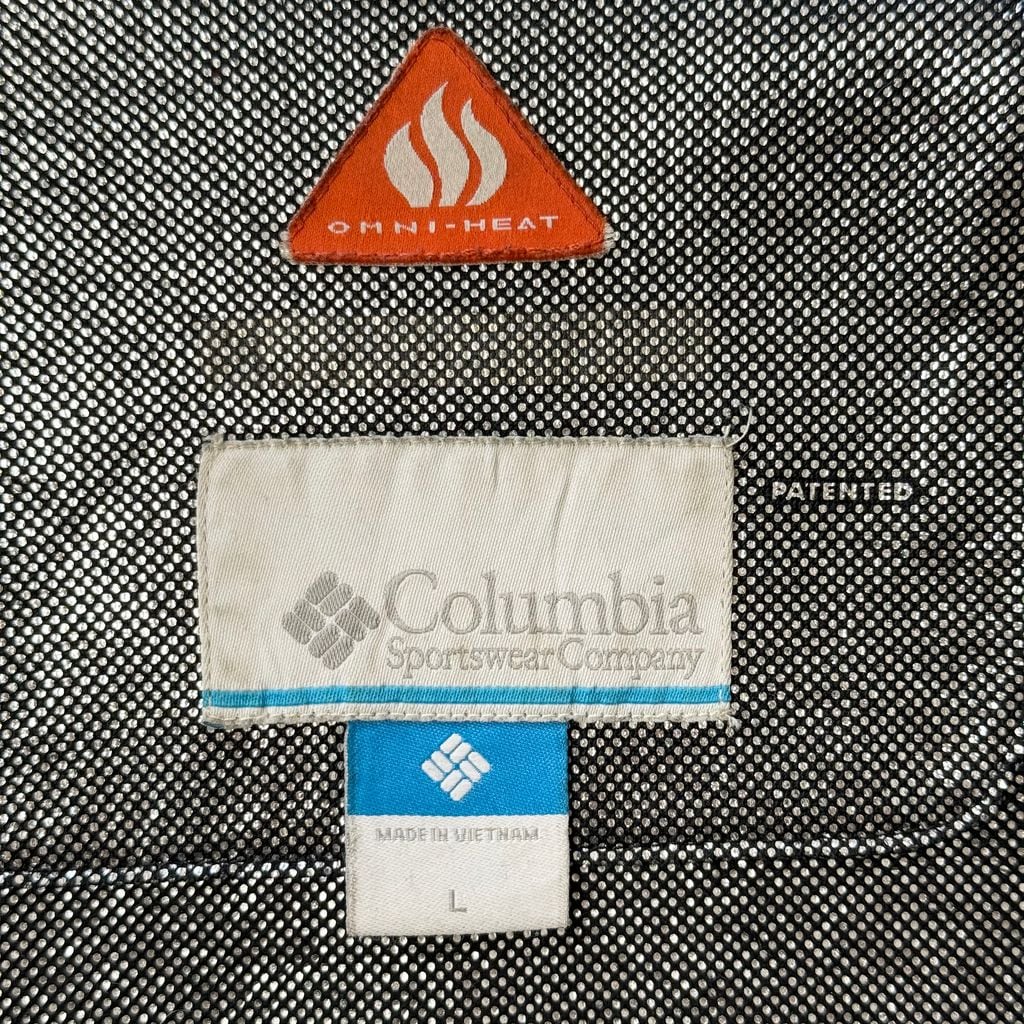 OMNI-HEAT
PATENTED
Columbia
Sportswear Company
MADE IN VIETNAM
L